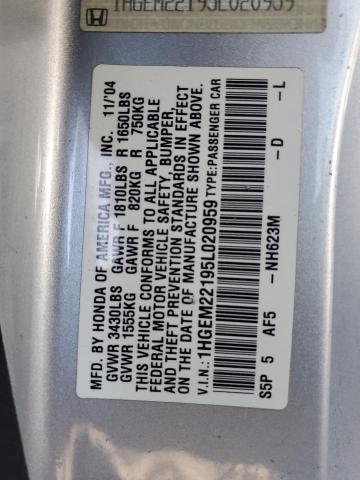 1HGEM22195L020959
MFD. BY HONDA OF AMERICA MFG., INC. 11/'04
GVWR 3430LBS GAWR F 1810LBS R 1650LBS
GVWR 1555KG GAWR F 820KG R 750KG
THIS VEHICLE CONFORMS TO ALL APPLICABLE
FEDERAL MOTOR VEHICLE SAFETY, BUMPER,
AND THEFT PREVENTION STANDARDS IN EFFECT
ON THE DATE OF MANUFACTURE SHOWN ABOVE.
V.I.N.: 1HGEM22195L020959 TYPE:PASSENGER CAR
S5P 5 AF5 -NH623M -D -L